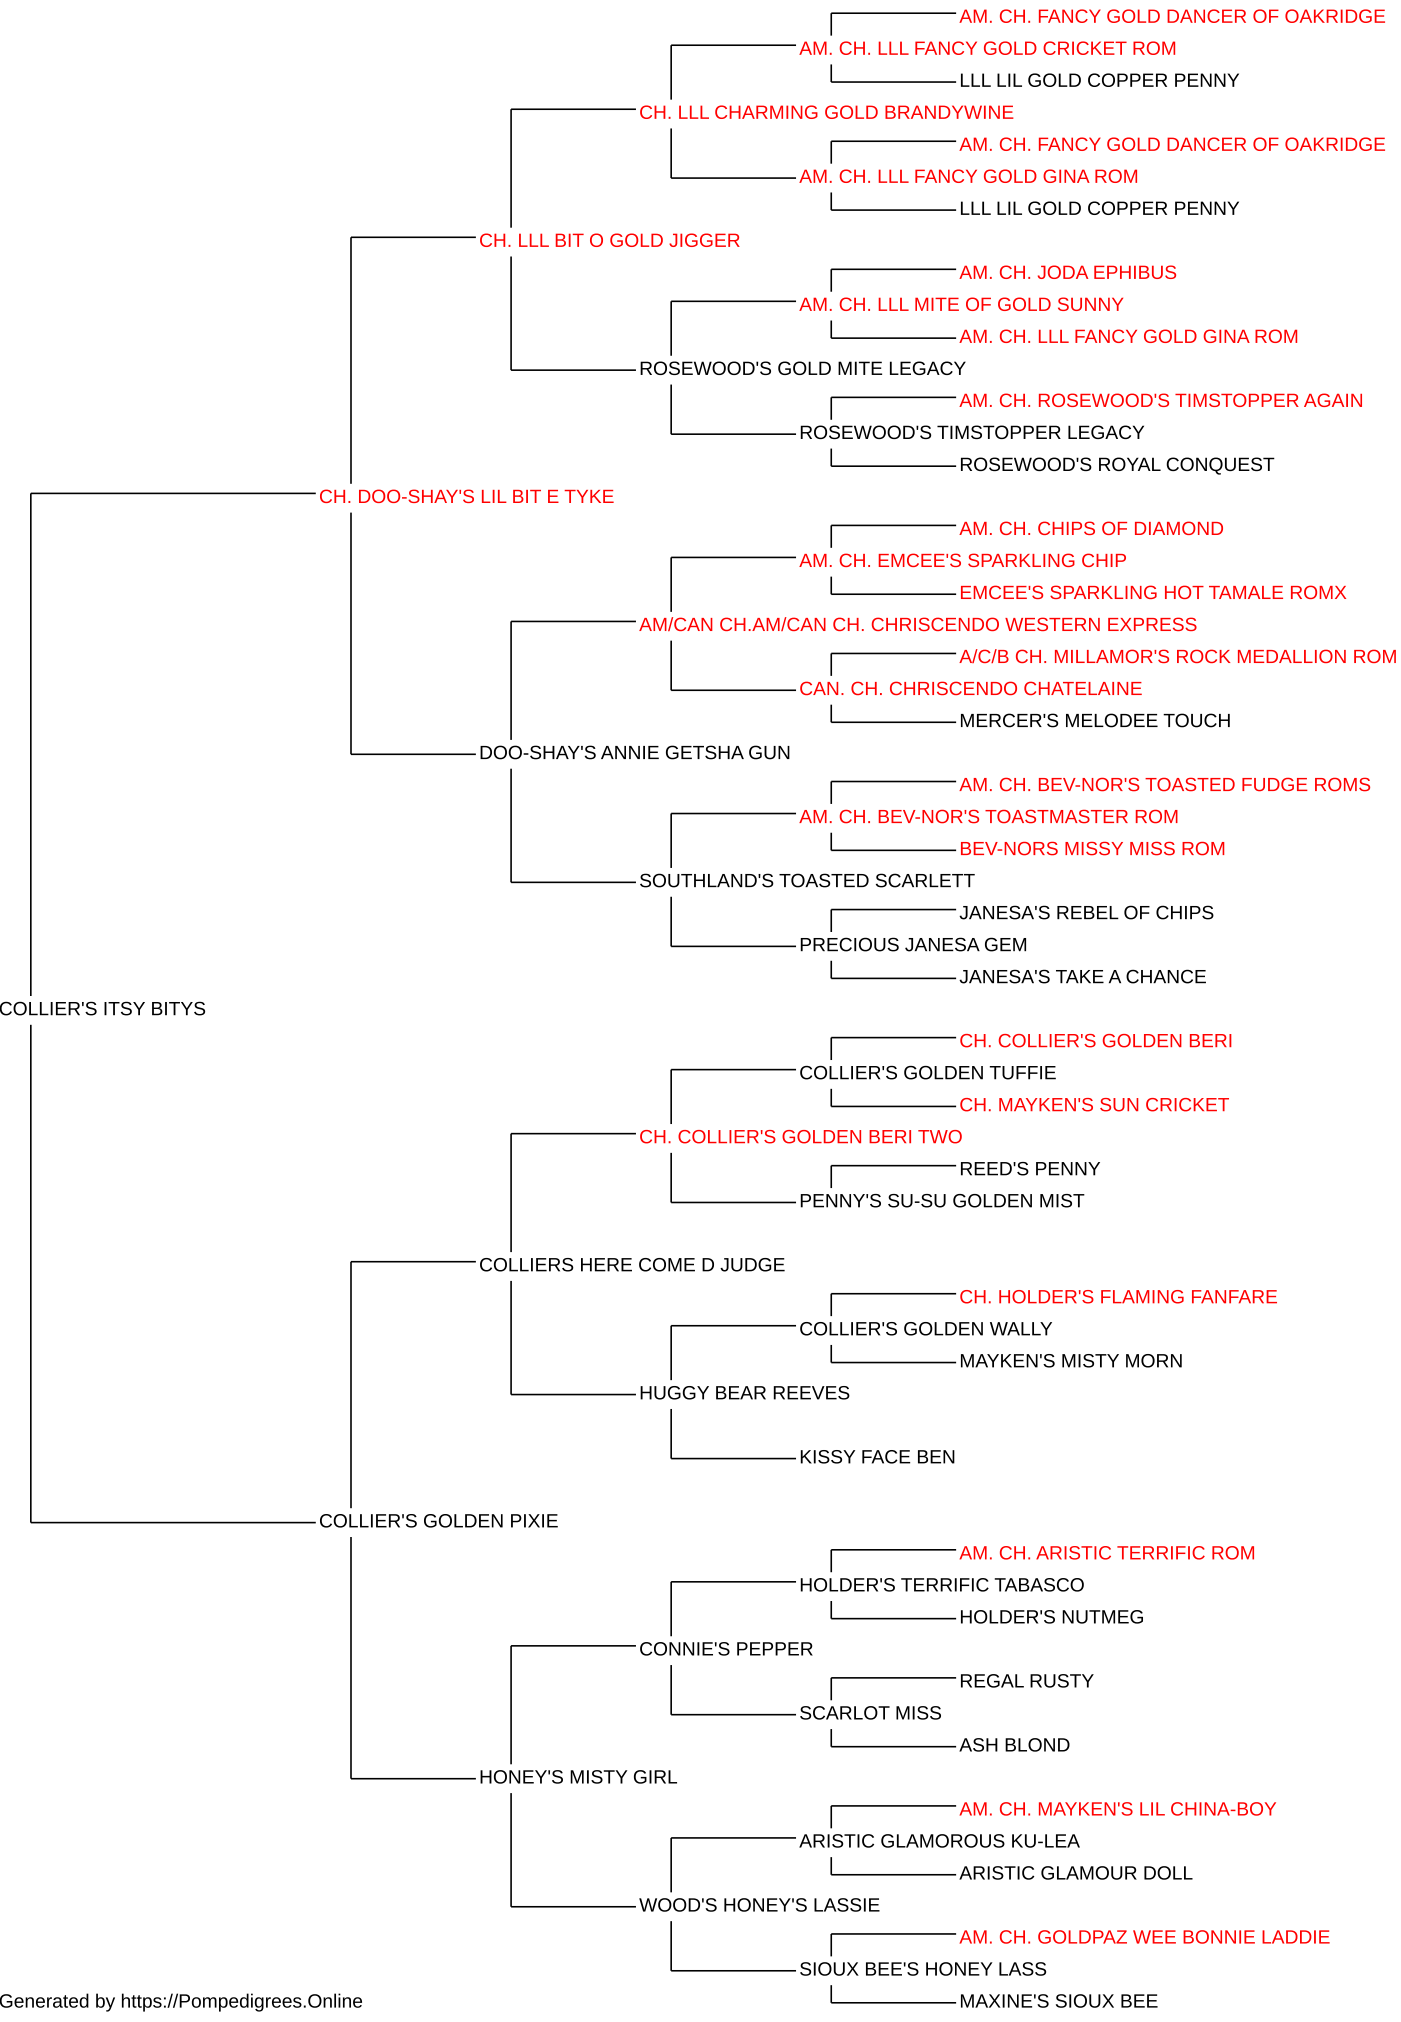 AM. CH. FANCY GOLD DANCER OF OAKRIDGE
AM. CH. LLL FANCY GOLD CRICKET ROM
LLL LIL GOLD COPPER PENNY
CH. LLL CHARMING GOLD BRANDYWINE
AM. CH. FANCY GOLD DANCER OF OAKRIDGE
AM. CH. LLL FANCY GOLD GINA ROM
LLL LIL GOLD COPPER PENNY
CH. LLL BIT O GOLD JIGGER
AM. CH. JODA EPHIBUS
AM. CH. LLL MITE OF GOLD SUNNY
AM. CH. LLL FANCY GOLD GINA ROM
ROSEWOOD'S GOLD MITE LEGACY
AM. CH. ROSEWOOD'S TIMSTOPPER AGAIN
ROSEWOOD'S TIMSTOPPER LEGACY
ROSEWOOD'S ROYAL CONQUEST
CH. DOO-SHAY'S LIL BIT E TYKE
AM. CH. CHIPS OF DIAMOND
AM. CH. EMCEE'S SPARKLING CHIP
EMCEE'S SPARKLING HOT TAMALE ROMX
AM/CAN CH.AM/CAN CH. CHRISCENDO WESTERN EXPRESS
A/C/B CH. MILLAMOR'S ROCK MEDALLION ROM
CAN. CH. CHRISCENDO CHATELAINE
MERCER'S MELODEE TOUCH
DOO-SHAY'S ANNIE GETSHA GUN
AM. CH. BEV-NOR'S TOASTED FUDGE ROMS
AM. CH. BEV-NOR'S TOASTMASTER ROM
BEV-NORS MISSY MISS ROM
SOUTHLAND'S TOASTED SCARLETT
JANESA'S REBEL OF CHIPS
PRECIOUS JANESA GEM
JANESA'S TAKE A CHANCE
COLLIER'S ITSY BITYS
CH. COLLIER'S GOLDEN BERI
COLLIER'S GOLDEN TUFFIE
CH. MAYKEN'S SUN CRICKET
CH. COLLIER'S GOLDEN BERI TWO
REED'S PENNY
PENNY'S SU-SU GOLDEN MIST
COLLIERS HERE COME D JUDGE
CH. HOLDER'S FLAMING FANFARE
COLLIER'S GOLDEN WALLY
MAYKEN'S MISTY MORN
HUGGY BEAR REEVES
KISSY FACE BEN
COLLIER'S GOLDEN PIXIE
AM. CH. ARISTIC TERRIFIC ROM
HOLDER'S TERRIFIC TABASCO
HOLDER'S NUTMEG
CONNIE'S PEPPER
REGAL RUSTY
SCARLOT MISS
ASH BLOND
HONEY'S MISTY GIRL
AM. CH. MAYKEN'S LIL CHINA-BOY
ARISTIC GLAMOROUS KU-LEA
ARISTIC GLAMOUR DOLL
WOOD'S HONEY'S LASSIE
AM. CH. GOLDPAZ WEE BONNIE LADDIE
SIOUX BEE'S HONEY LASS
MAXINE'S SIOUX BEE
Generated by https://Pompedigrees.Online